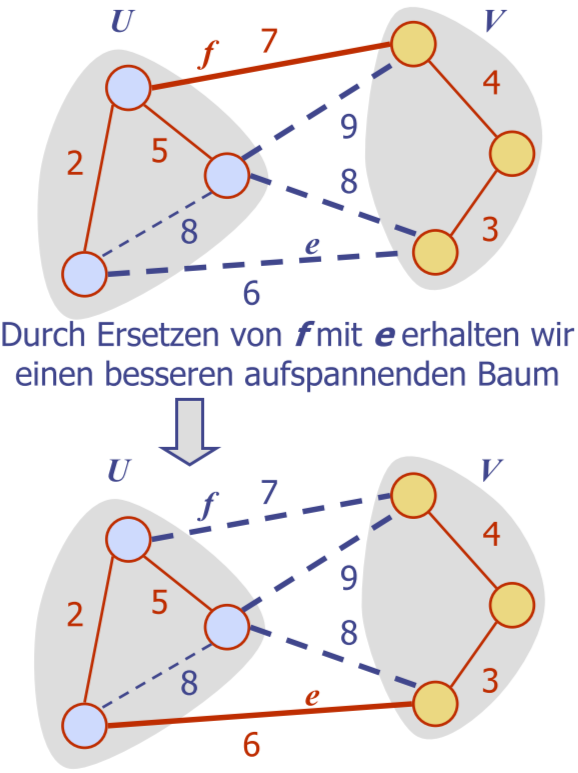 U
V
f
7
4
9
2
5
8
8
3
e
6
Durch Ersetzen von f mit e erhalten wir
einen besseren aufspannenden Baum
U
V
f
7
4
9
2
5
8
8
3
e
6